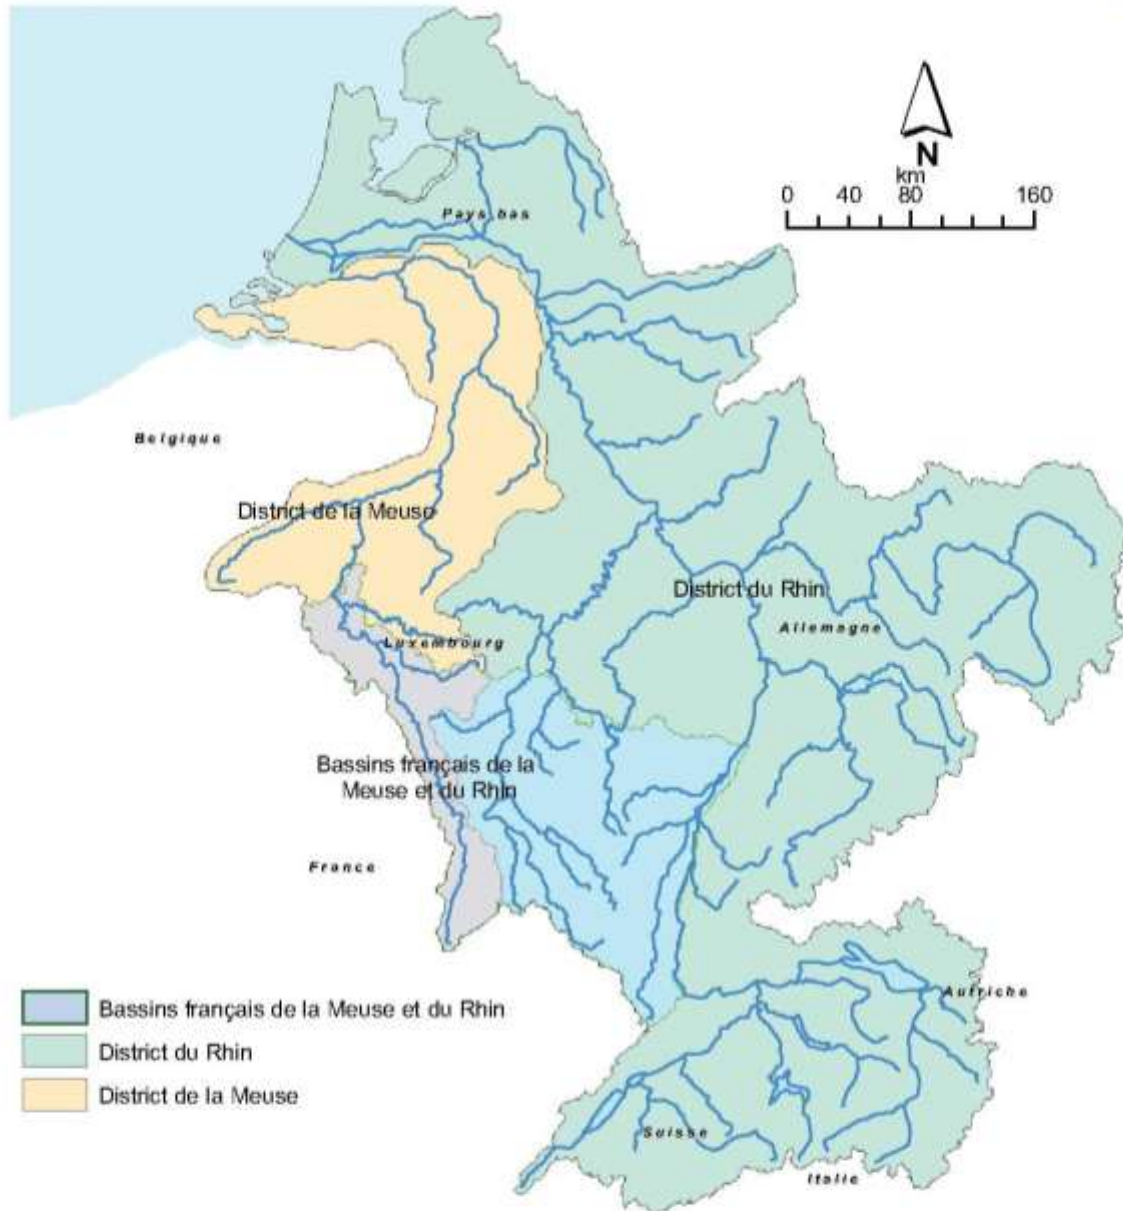 N
km
0 40 80 160
Pays bas
Belgique
District de la Meuse
District du Rhin
Allemagne
Luxembourg
Bassins français de la
Meuse et du Rhin
France
Bassins français de la Meuse et du Rhin
Autriche
District du Rhin
District de la Meuse
Suisse
Italie